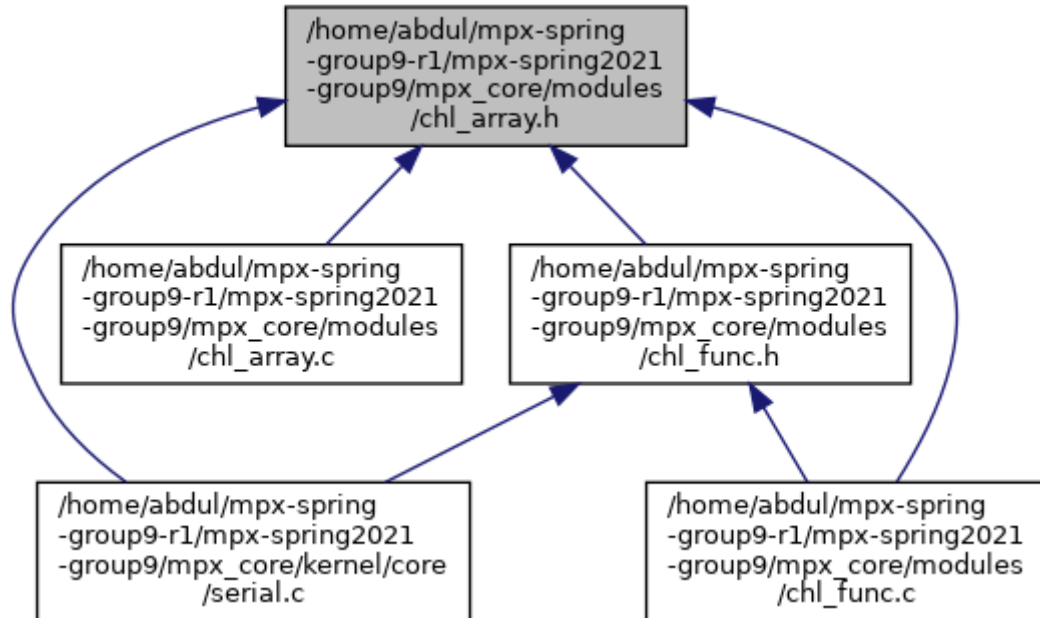 /home/abdul/mpx-spring
-group9-r1/mpx-spring2021
-group9/mpx_core/modules
/chl_array.h
/home/abdul/mpx-spring
-group9-r1/mpx-spring2021
-group9/mpx_core/modules
/chl_array.c
/home/abdul/mpx-spring
-group9-r1/mpx-spring2021
-group9/mpx_core/modules
/chl_func.h
/home/abdul/mpx-spring
-group9-r1/mpx-spring2021
-group9/mpx_core/kernel/core
/serial.c
/home/abdul/mpx-spring
-group9-r1/mpx-spring2021
-group9/mpx_core/modules
/chl_func.c